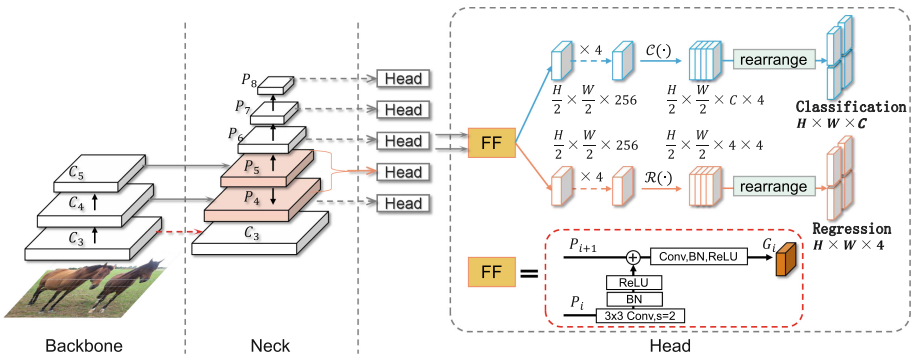 C₅
C₄
C₃
Backbone
P₈
P₇
P₆
P₅
P₄
C₃
Neck
Head
Head
Head
Head
Head
FF
× 4
𝒞(·)
rearrange
H/2 × W/2 × 256
H/2 × W/2 × C × 4
Classification
H × W × C
H/2 × W/2 × 256
H/2 × W/2 × 4 × 4
× 4
ℛ(·)
rearrange
Regression
H × W × 4
FF
=
Pᵢ₊₁
Conv,BN,ReLU
Gᵢ
ReLU
BN
Pᵢ
3x3 Conv,s=2
Head